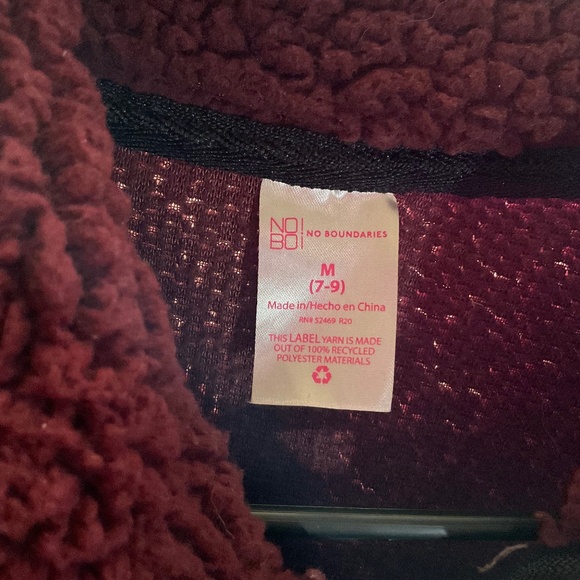 NO!
BO! NO BOUNDARIES
M
(7-9)
Made in/Hecho en China
RN# 52469 R20
THIS LABEL YARN IS MADE
OUT OF 100% RECYCLED
POLYESTER MATERIALS